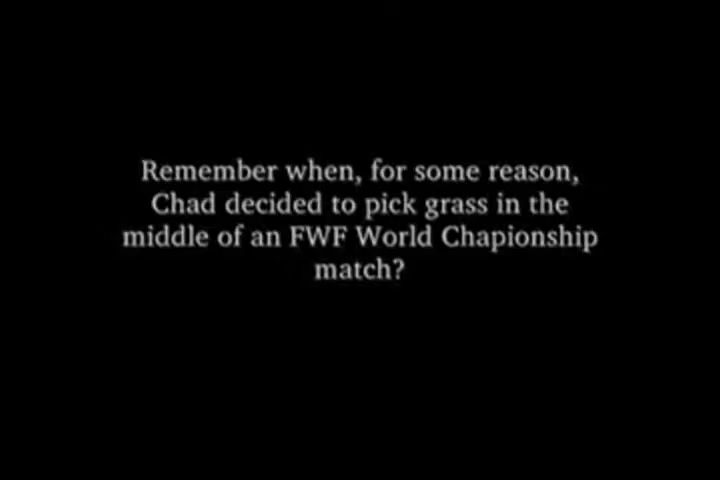 Remember when, for some reason,
Chad decided to pick grass in the
middle of an FWF World Chapionship
match?